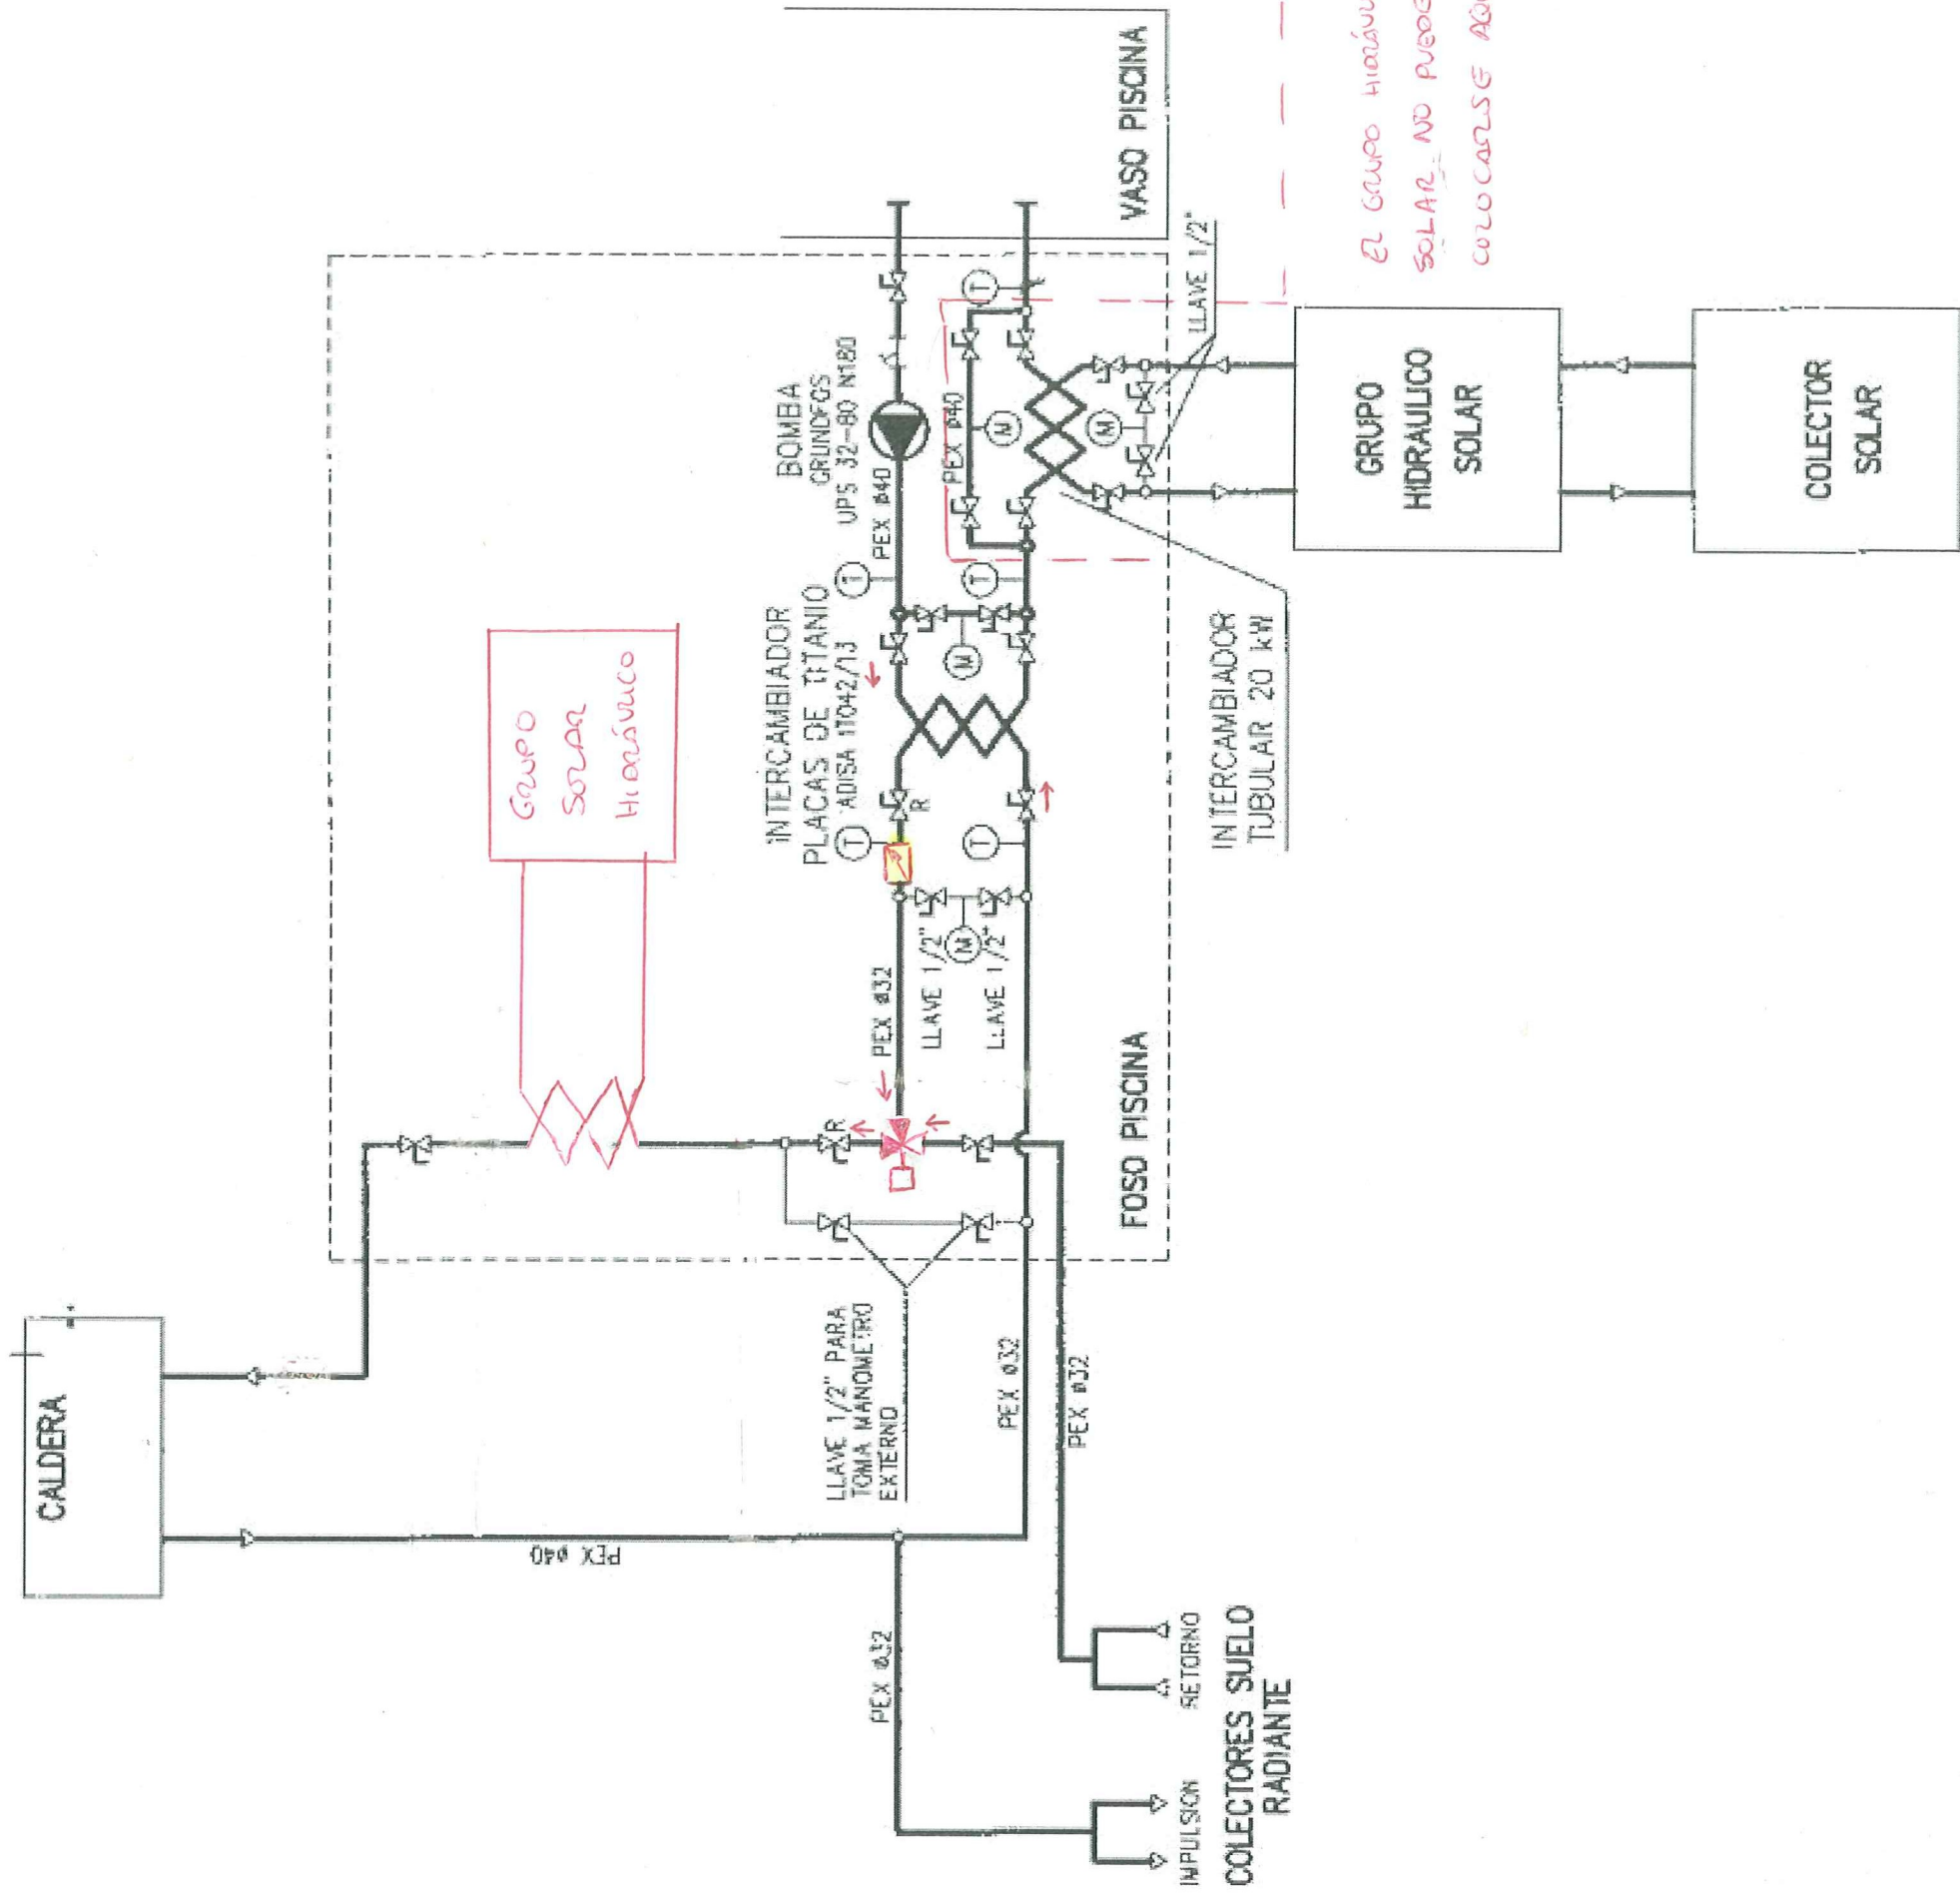 CALDERA
PEX ø40
LLAVE 1/2" PARA
TOMA MANOMETRO
EXTERNO
PEX ø32
PEX ø32
PEX ø32
IMPULSION
RETORNO
COLECTORES SUELO
RADIANTE
FOSO PISCINA
GRUPO
SOLAR
HIDRÁULICO
R
PEX ø32
LLAVE 1/2"
LLAVE 1/2"
M
T
T
R
INTERCAMBIADOR
PLACAS DE TITANIO
ADISA ITO42/13
M
T
T
BOMBA
GRUNDFOS
UPS 32-80 N180
PEX ø40
PEX ø40
M
M
T
INTERCAMBIADOR
TUBULAR 20 kW
LLAVE 1/2"
VASO PISCINA
GRUPO
HIDRAULICO
SOLAR
COLECTOR
SOLAR
EL GRUPO
SOLAR NO PUEDE
COLOCARSE